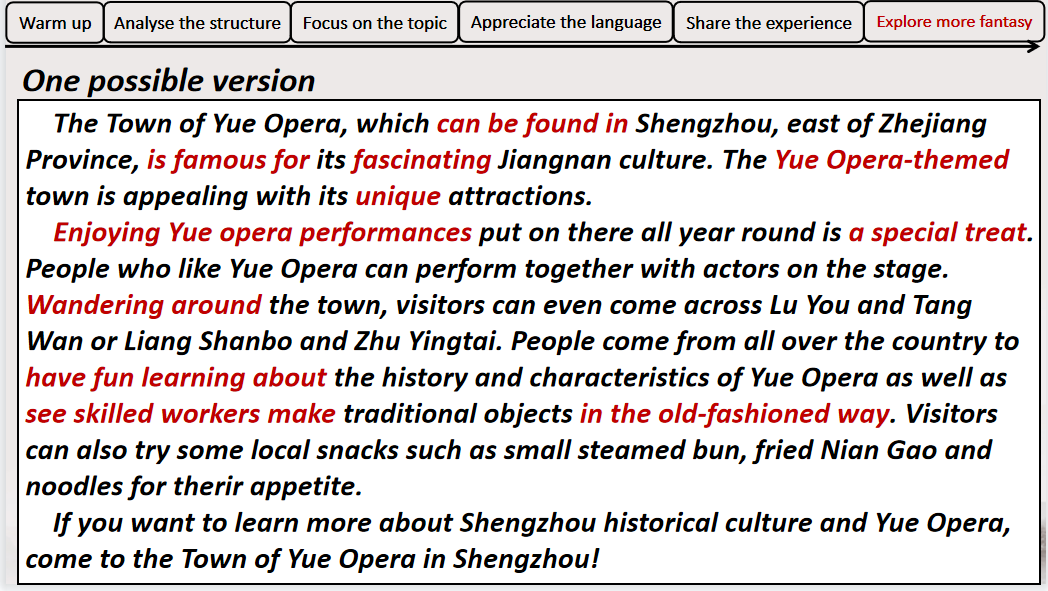 Warm up
Analyse the structure
Focus on the topic
Appreciate the language
Share the experience
Explore more fantasy
One possible version
The Town of Yue Opera, which can be found in Shengzhou, east of Zhejiang
Province, is famous for its fascinating Jiangnan culture. The Yue Opera-themed
town is appealing with its unique attractions.
Enjoying Yue opera performances put on there all year round is a special treat.
People who like Yue Opera can perform together with actors on the stage.
Wandering around the town, visitors can even come across Lu You and Tang
Wan or Liang Shanbo and Zhu Yingtai. People come from all over the country to
have fun learning about the history and characteristics of Yue Opera as well as
see skilled workers make traditional objects in the old-fashioned way. Visitors
can also try some local snacks such as small steamed bun, fried Nian Gao and
noodles for therir appetite.
If you want to learn more about Shengzhou historical culture and Yue Opera,
come to the Town of Yue Opera in Shengzhou!